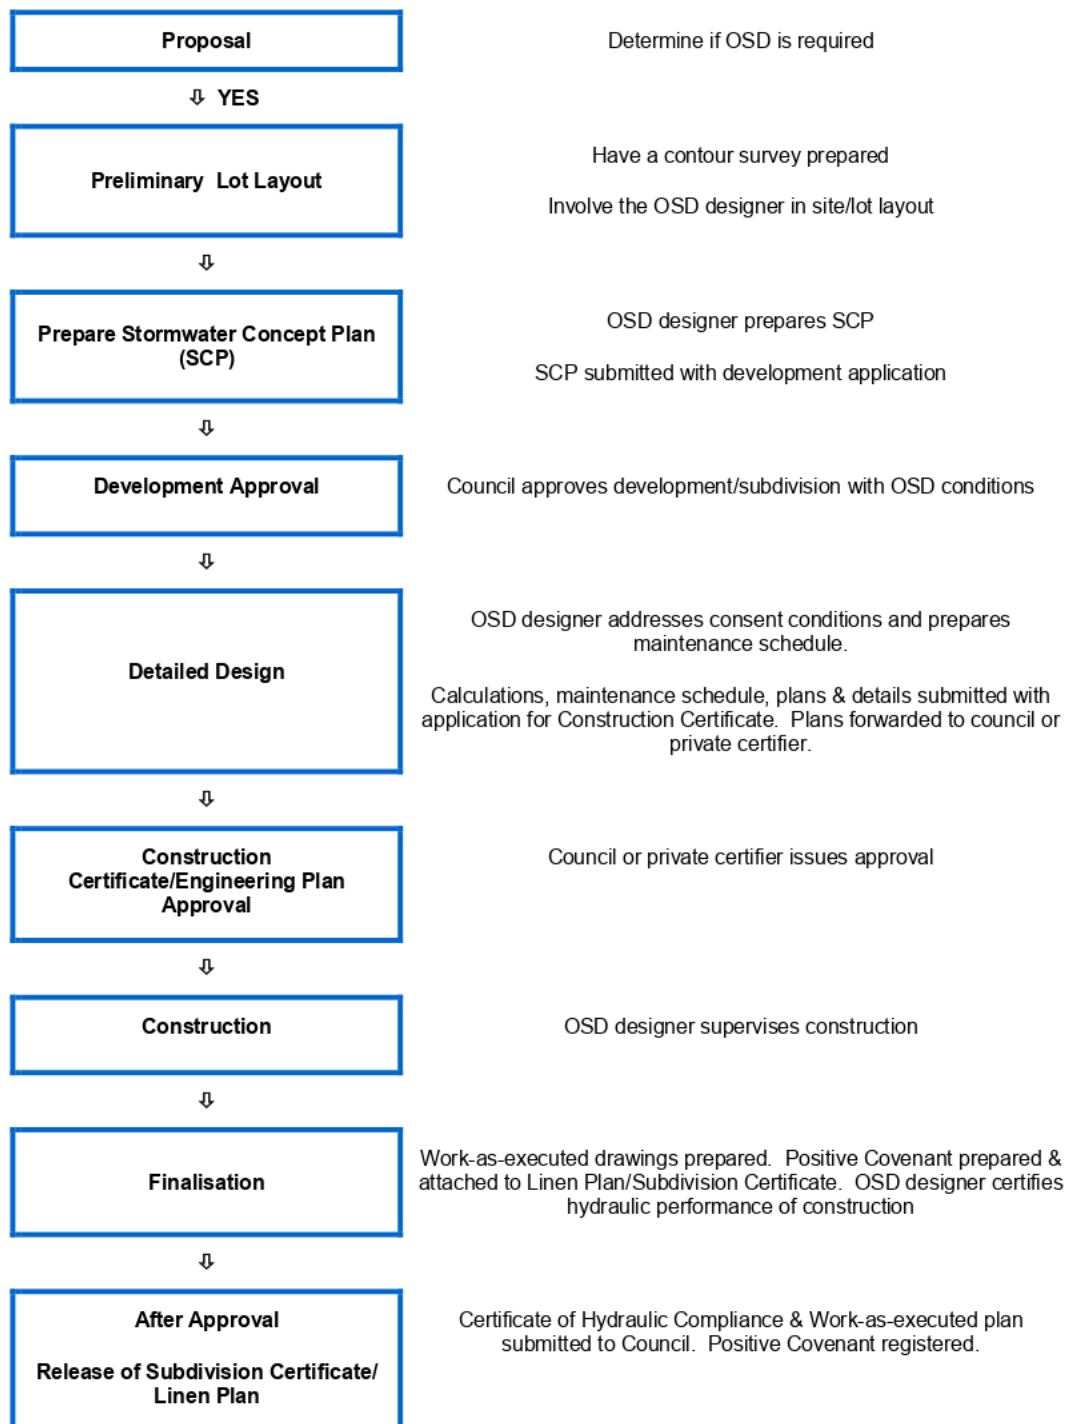 Proposal
Determine if OSD is required
⇩ YES
Preliminary Lot Layout
Have a contour survey prepared
Involve the OSD designer in site/lot layout
⇩
Prepare Stormwater Concept Plan
(SCP)
OSD designer prepares SCP
SCP submitted with development application
⇩
Development Approval
Council approves development/subdivision with OSD conditions
⇩
Detailed Design
OSD designer addresses consent conditions and prepares
maintenance schedule.
Calculations, maintenance schedule, plans & details submitted with
application for Construction Certificate. Plans forwarded to council or
private certifier.
⇩
Construction
Certificate/Engineering Plan
Approval
Council or private certifier issues approval
⇩
Construction
OSD designer supervises construction
⇩
Finalisation
Work-as-executed drawings prepared. Positive Covenant prepared &
attached to Linen Plan/Subdivision Certificate. OSD designer certifies
hydraulic performance of construction
⇩
After Approval
Release of Subdivision Certificate/
Linen Plan
Certificate of Hydraulic Compliance & Work-as-executed plan
submitted to Council. Positive Covenant registered.